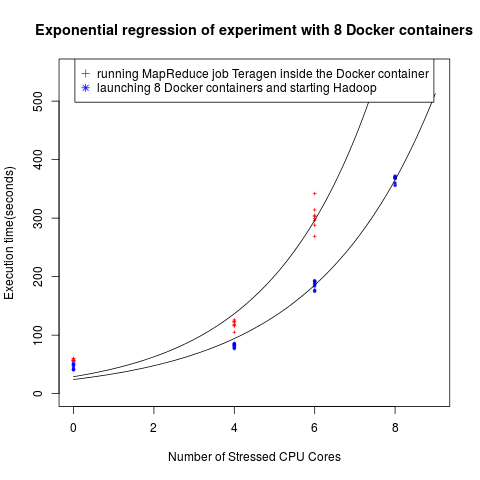 Exponential regression of experiment with 8 Docker containers
running MapReduce job Teragen inside the Docker container
launching 8 Docker containers and starting Hadoop
Execution time(seconds)
500
400
300
200
100
0
0 2 4 6 8
Number of Stressed CPU Cores